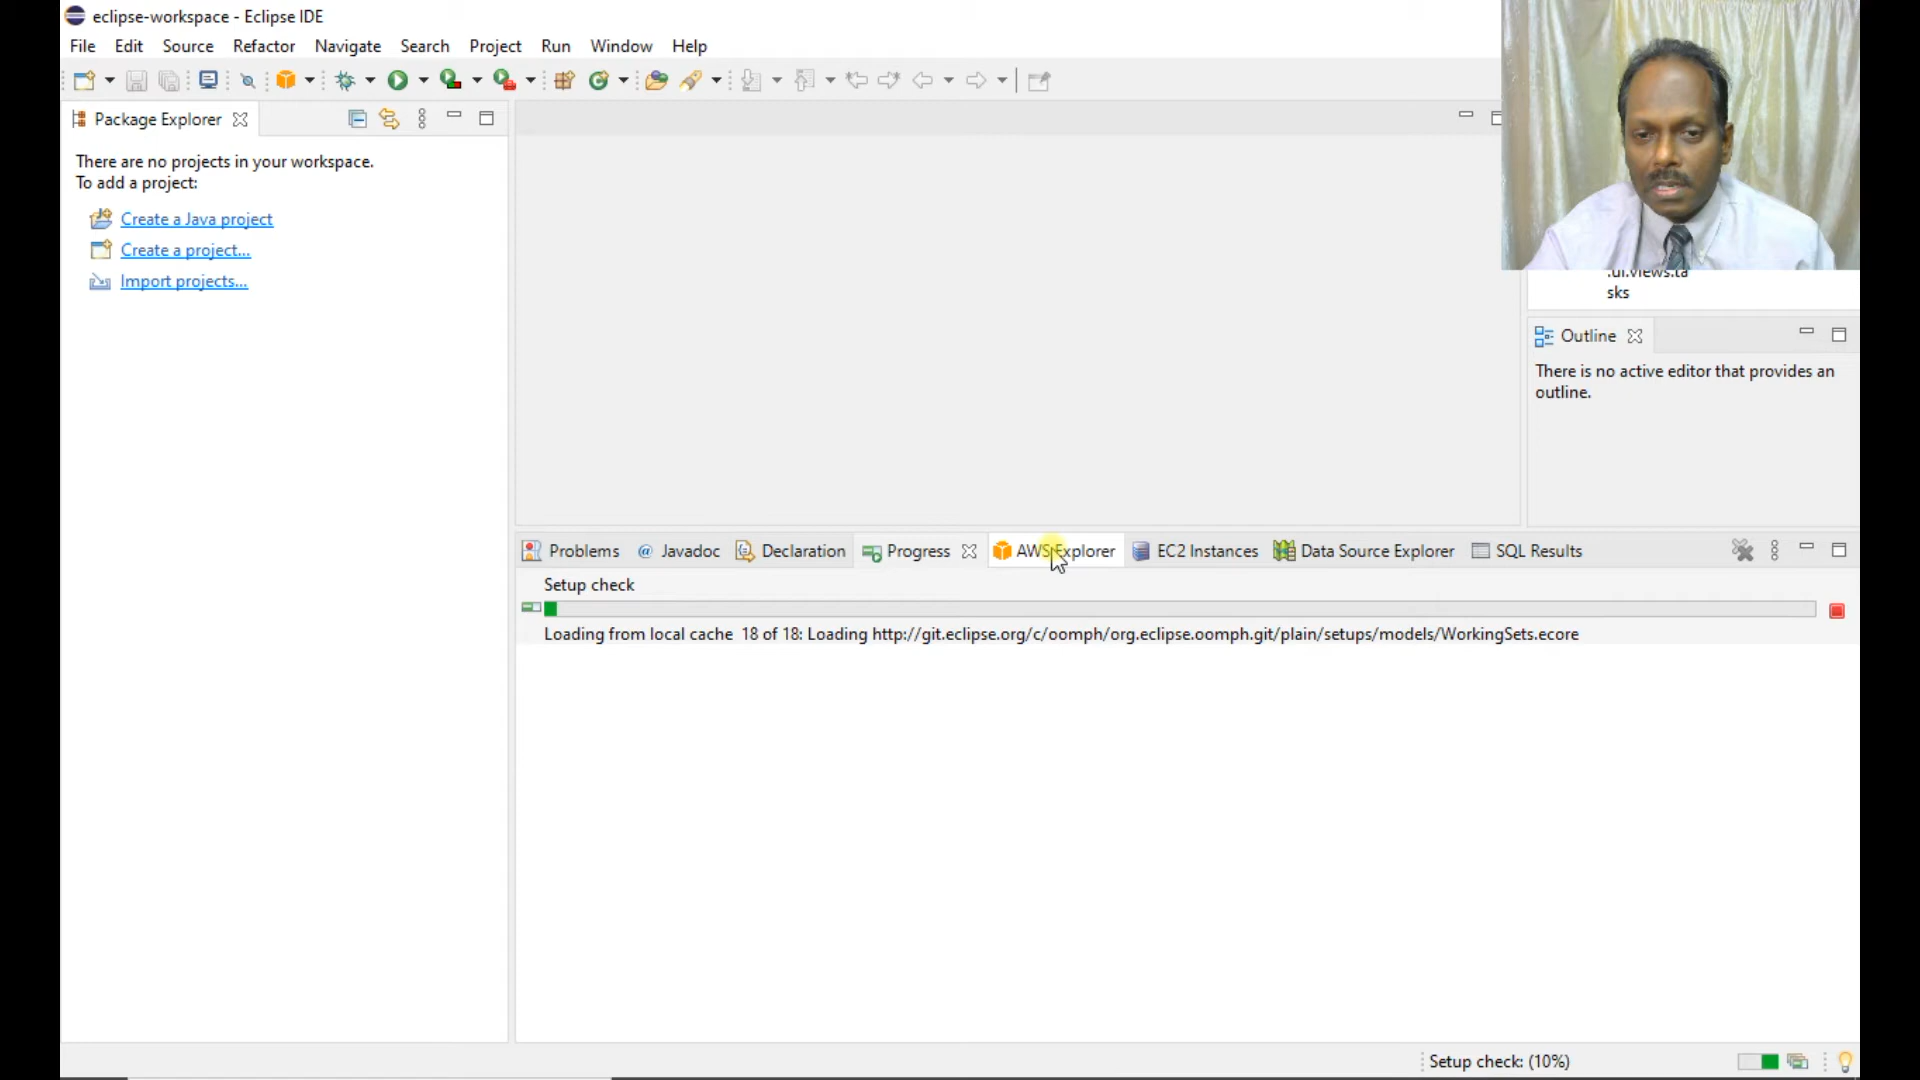 eclipse-workspace - Eclipse IDE
File Edit Source Refactor Navigate Search Project Run Window Help
Package Explorer
There are no projects in your workspace.
To add a project:
Create a Java project
Create a project...
Import projects...
sks
Outline
There is no active editor that provides an
outline.
Problems Javadoc Declaration Progress AWS Explorer EC2 Instances Data Source Explorer SQL Results
Setup check
Loading from local cache 18 of 18: Loading http://git.eclipse.org/c/oomph/org.eclipse.oomph.git/plain/setups/models/WorkingSets.ecore
Setup check: (10%)